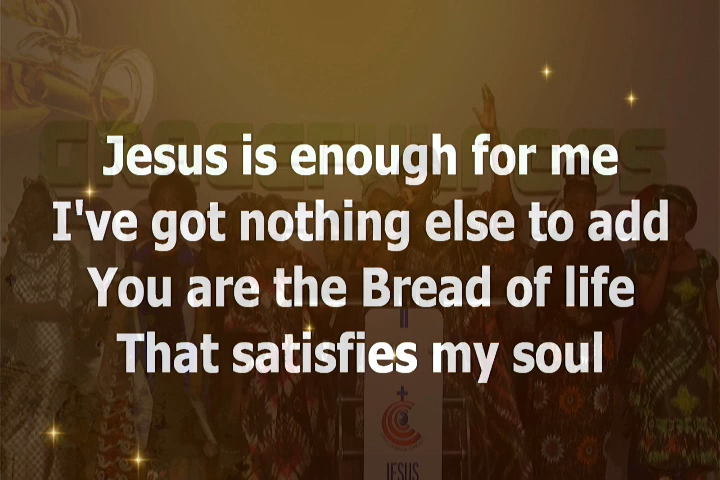 GRACEFULNESS
Jesus is enough for me
I've got nothing else to add
You are the Bread of life
That satisfies my soul
JESUS